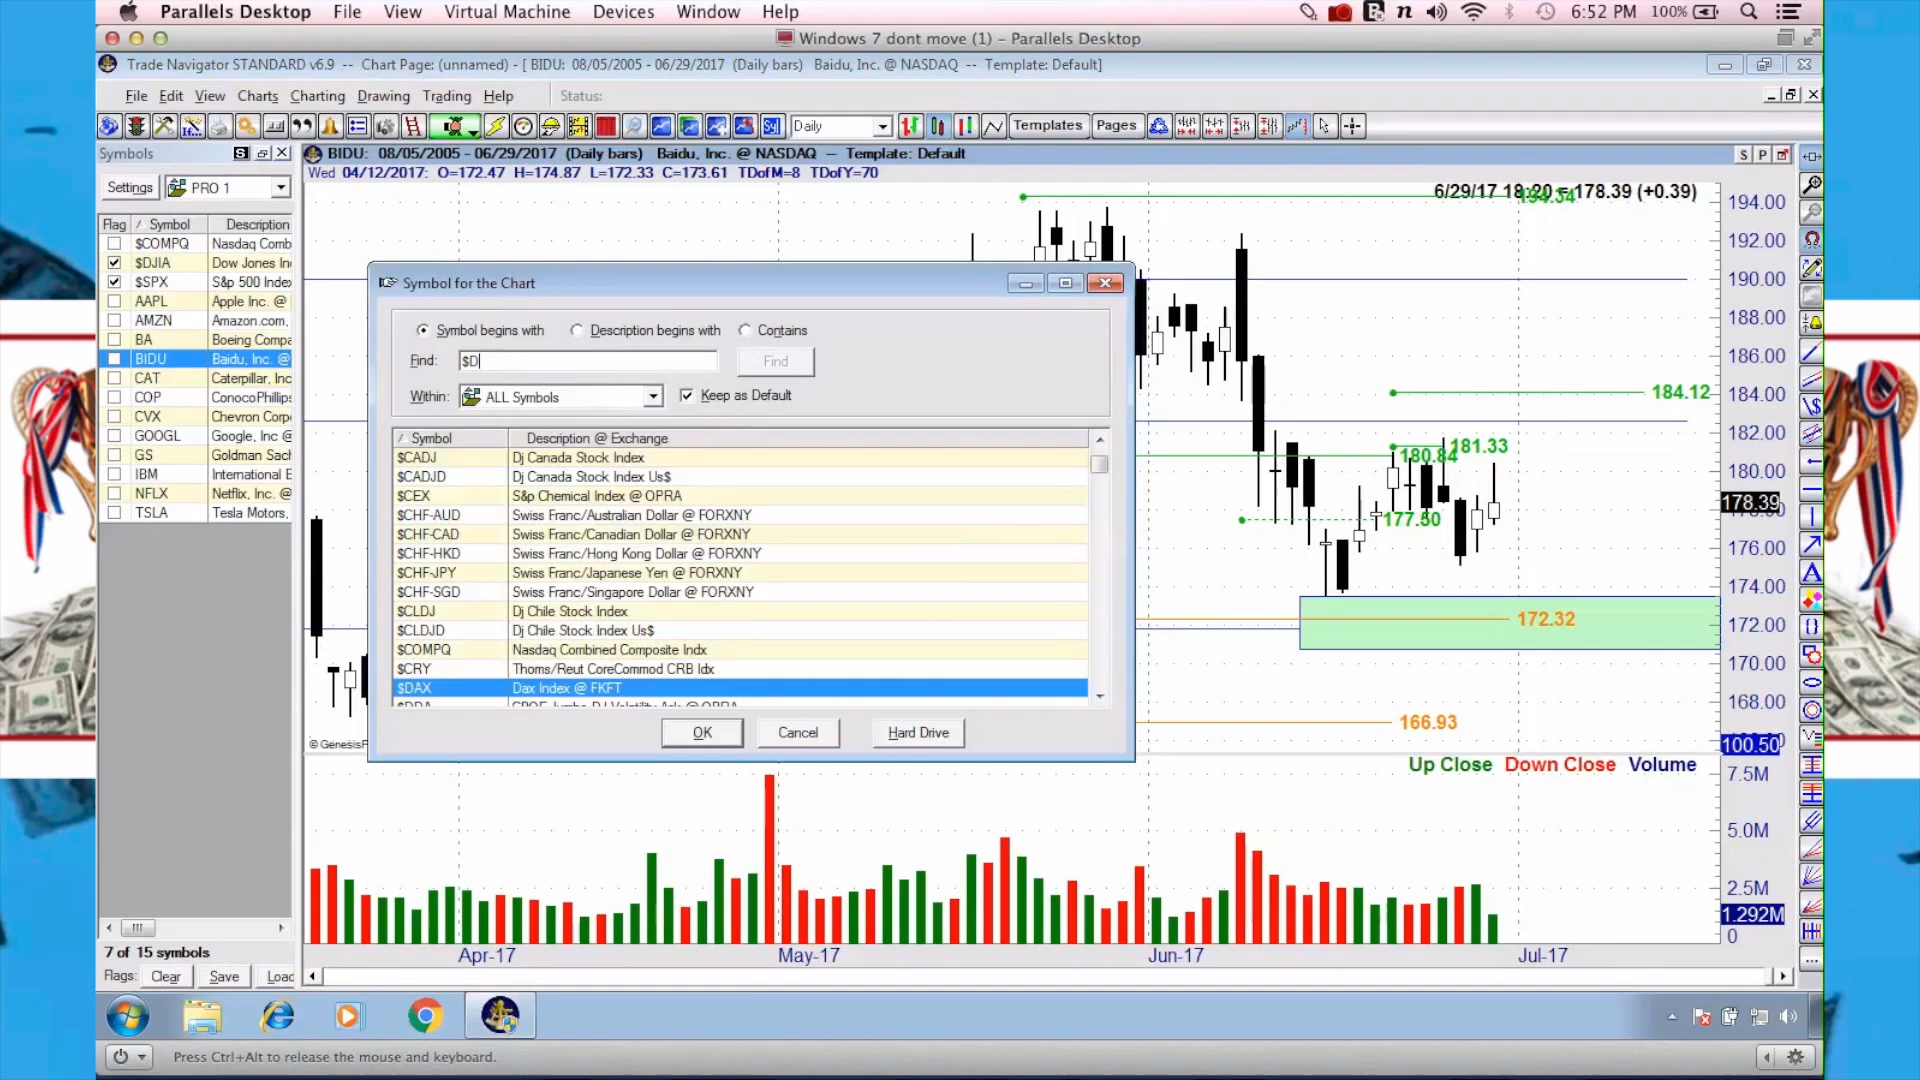 Parallels Desktop File View Virtual Machine Devices Window Help 6:52 PM 100%
Windows 7 dont move (1) – Parallels Desktop
Trade Navigator STANDARD v6.9 -- Chart Page: (unnamed) - [ BIDU: 08/05/2005 - 06/29/2017 (Daily bars) Baidu, Inc. @ NASDAQ -- Template: Default]
File Edit View Charts Charting Drawing Trading Help Status:
Daily Templates Pages
Symbols
BIDU: 08/05/2005 - 06/29/2017 (Daily bars) Baidu, Inc. @ NASDAQ – Template: Default S P
Wed 04/12/2017: O=172.47 H=174.87 L=172.33 C=173.61 TDofM=8 TDofY=70
Settings PRO 1
Flag Symbol Description
$COMPQ Nasdaq Comb
$DJIA Dow Jones In
$SPX S&p 500 Index
AAPL Apple Inc. @
AMZN Amazon.com,
BA Boeing Compa
BIDU Baidu, Inc. @
CAT Caterpillar, Inc
COP ConocoPhillips
CVX Chevron Corp
GOOGL Google, Inc @
GS Goldman Sach
IBM International B
NFLX Netflix, Inc. @
TSLA Tesla Motors,
7 of 15 symbols
Flags: Clear Save Load
Symbol for the Chart
Symbol begins with Description begins with Contains
Find: $D Find
Within: ALL Symbols Keep as Default
Symbol Description @ Exchange
$CADJ Dj Canada Stock Index
$CADJD Dj Canada Stock Index Us$
$CEX S&p Chemical Index @ OPRA
$CHF-AUD Swiss Franc/Australian Dollar @ FORXNY
$CHF-CAD Swiss Franc/Canadian Dollar @ FORXNY
$CHF-HKD Swiss Franc/Hong Kong Dollar @ FORXNY
$CHF-JPY Swiss Franc/Japanese Yen @ FORXNY
$CHF-SGD Swiss Franc/Singapore Dollar @ FORXNY
$CLDJ Dj Chile Stock Index
$CLDJD Dj Chile Stock Index Us$
$COMPQ Nasdaq Combined Composite Indx
$CRY Thoms/Reut CoreCommod CRB Idx
$DAX Dax Index @ FKFT
OK Cancel Hard Drive
6/29/17 18:20 = 178.39 (+0.39)
194.34
184.12
181.33
180.84
177.50
172.32
166.93
194.00
192.00
190.00
188.00
186.00
184.00
182.00
180.00
178.39
176.00
174.00
172.00
170.00
168.00
100.50
© GenesisF
Up Close Down Close Volume
7.5M
5.0M
2.5M
1.292M
0
Apr-17 May-17 Jun-17 Jul-17
Press Ctrl+Alt to release the mouse and keyboard.